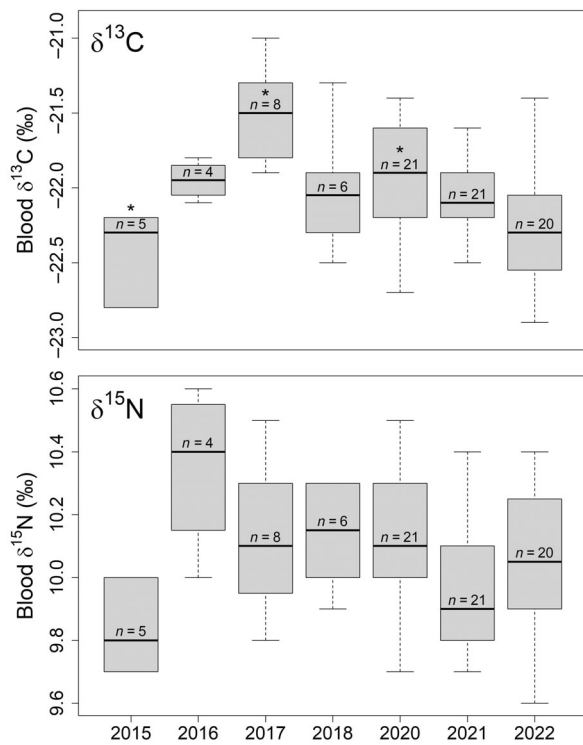 δ13C
Blood δ13C (‰)
−21.0
−21.5
−22.0
−22.5
−23.0
*
n = 5
n = 4
*
n = 8
n = 6
*
n = 21
n = 21
n = 20
δ15N
Blood δ15N (‰)
10.6
10.4
10.2
10.0
9.8
9.6
n = 5
n = 4
n = 8
n = 6
n = 21
n = 21
n = 20
2015 2016 2017 2018 2020 2021 2022